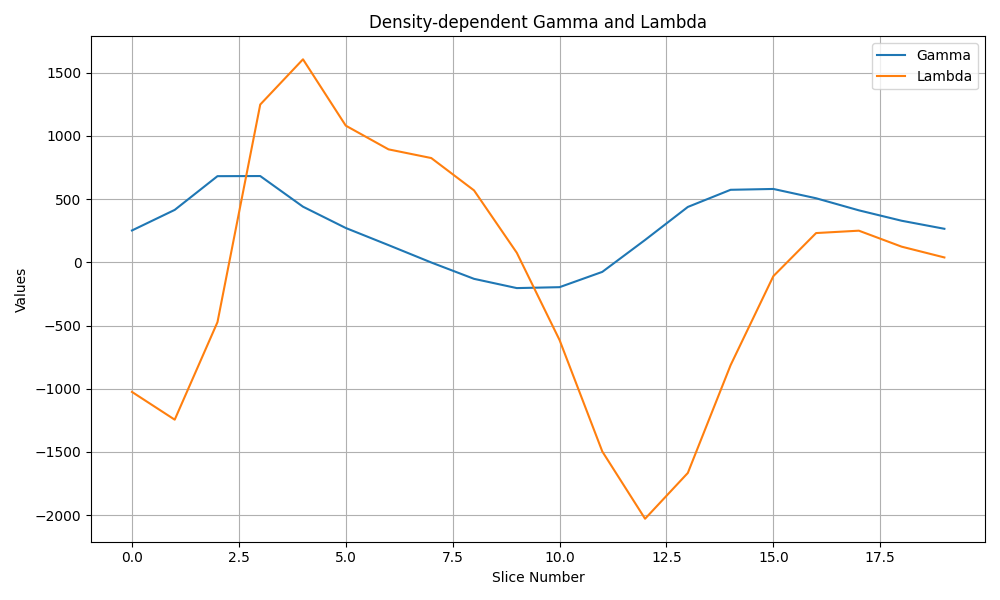 Density-dependent Gamma and Lambda
Gamma
Lambda
Values
1500
1000
500
0
−500
−1000
−1500
−2000
0.0 2.5 5.0 7.5 10.0 12.5 15.0 17.5
Slice Number